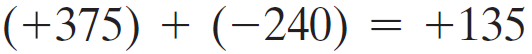 (+375) + (−240) = +135